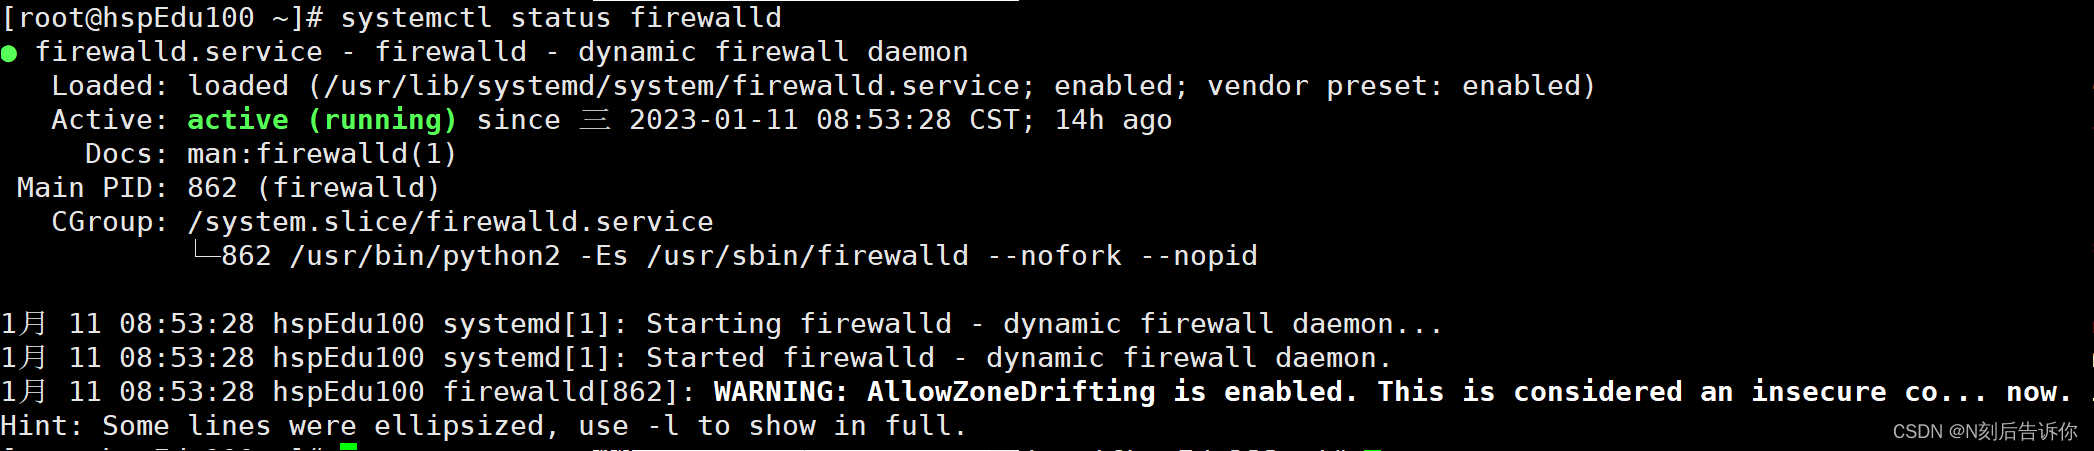 [root@hspEdu100 ~]# systemctl status firewalld
● firewalld.service - firewalld - dynamic firewall daemon
   Loaded: loaded (/usr/lib/systemd/system/firewalld.service; enabled; vendor preset: enabled)
   Active: active (running) since 三 2023-01-11 08:53:28 CST; 14h ago
     Docs: man:firewalld(1)
 Main PID: 862 (firewalld)
   CGroup: /system.slice/firewalld.service
           └─862 /usr/bin/python2 -Es /usr/sbin/firewalld --nofork --nopid

1月 11 08:53:28 hspEdu100 systemd[1]: Starting firewalld - dynamic firewall daemon...
1月 11 08:53:28 hspEdu100 systemd[1]: Started firewalld - dynamic firewall daemon.
1月 11 08:53:28 hspEdu100 firewalld[862]: WARNING: AllowZoneDrifting is enabled. This is considered an insecure co... now.
Hint: Some lines were ellipsized, use -l to show in full.
CSDN @N刻后告诉你